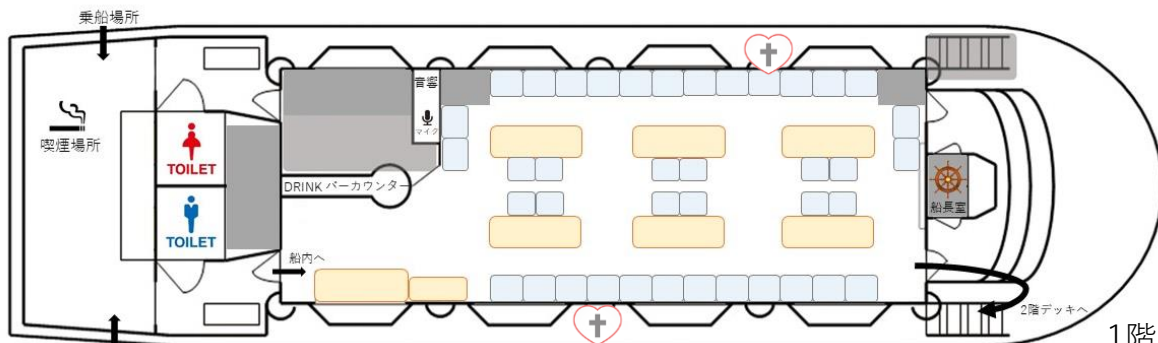 乗船場所
喫煙場所
TOILET
TOILET
音響
マイク
DRINK バーカウンター
船内へ
船長室
2階デッキへ
1階